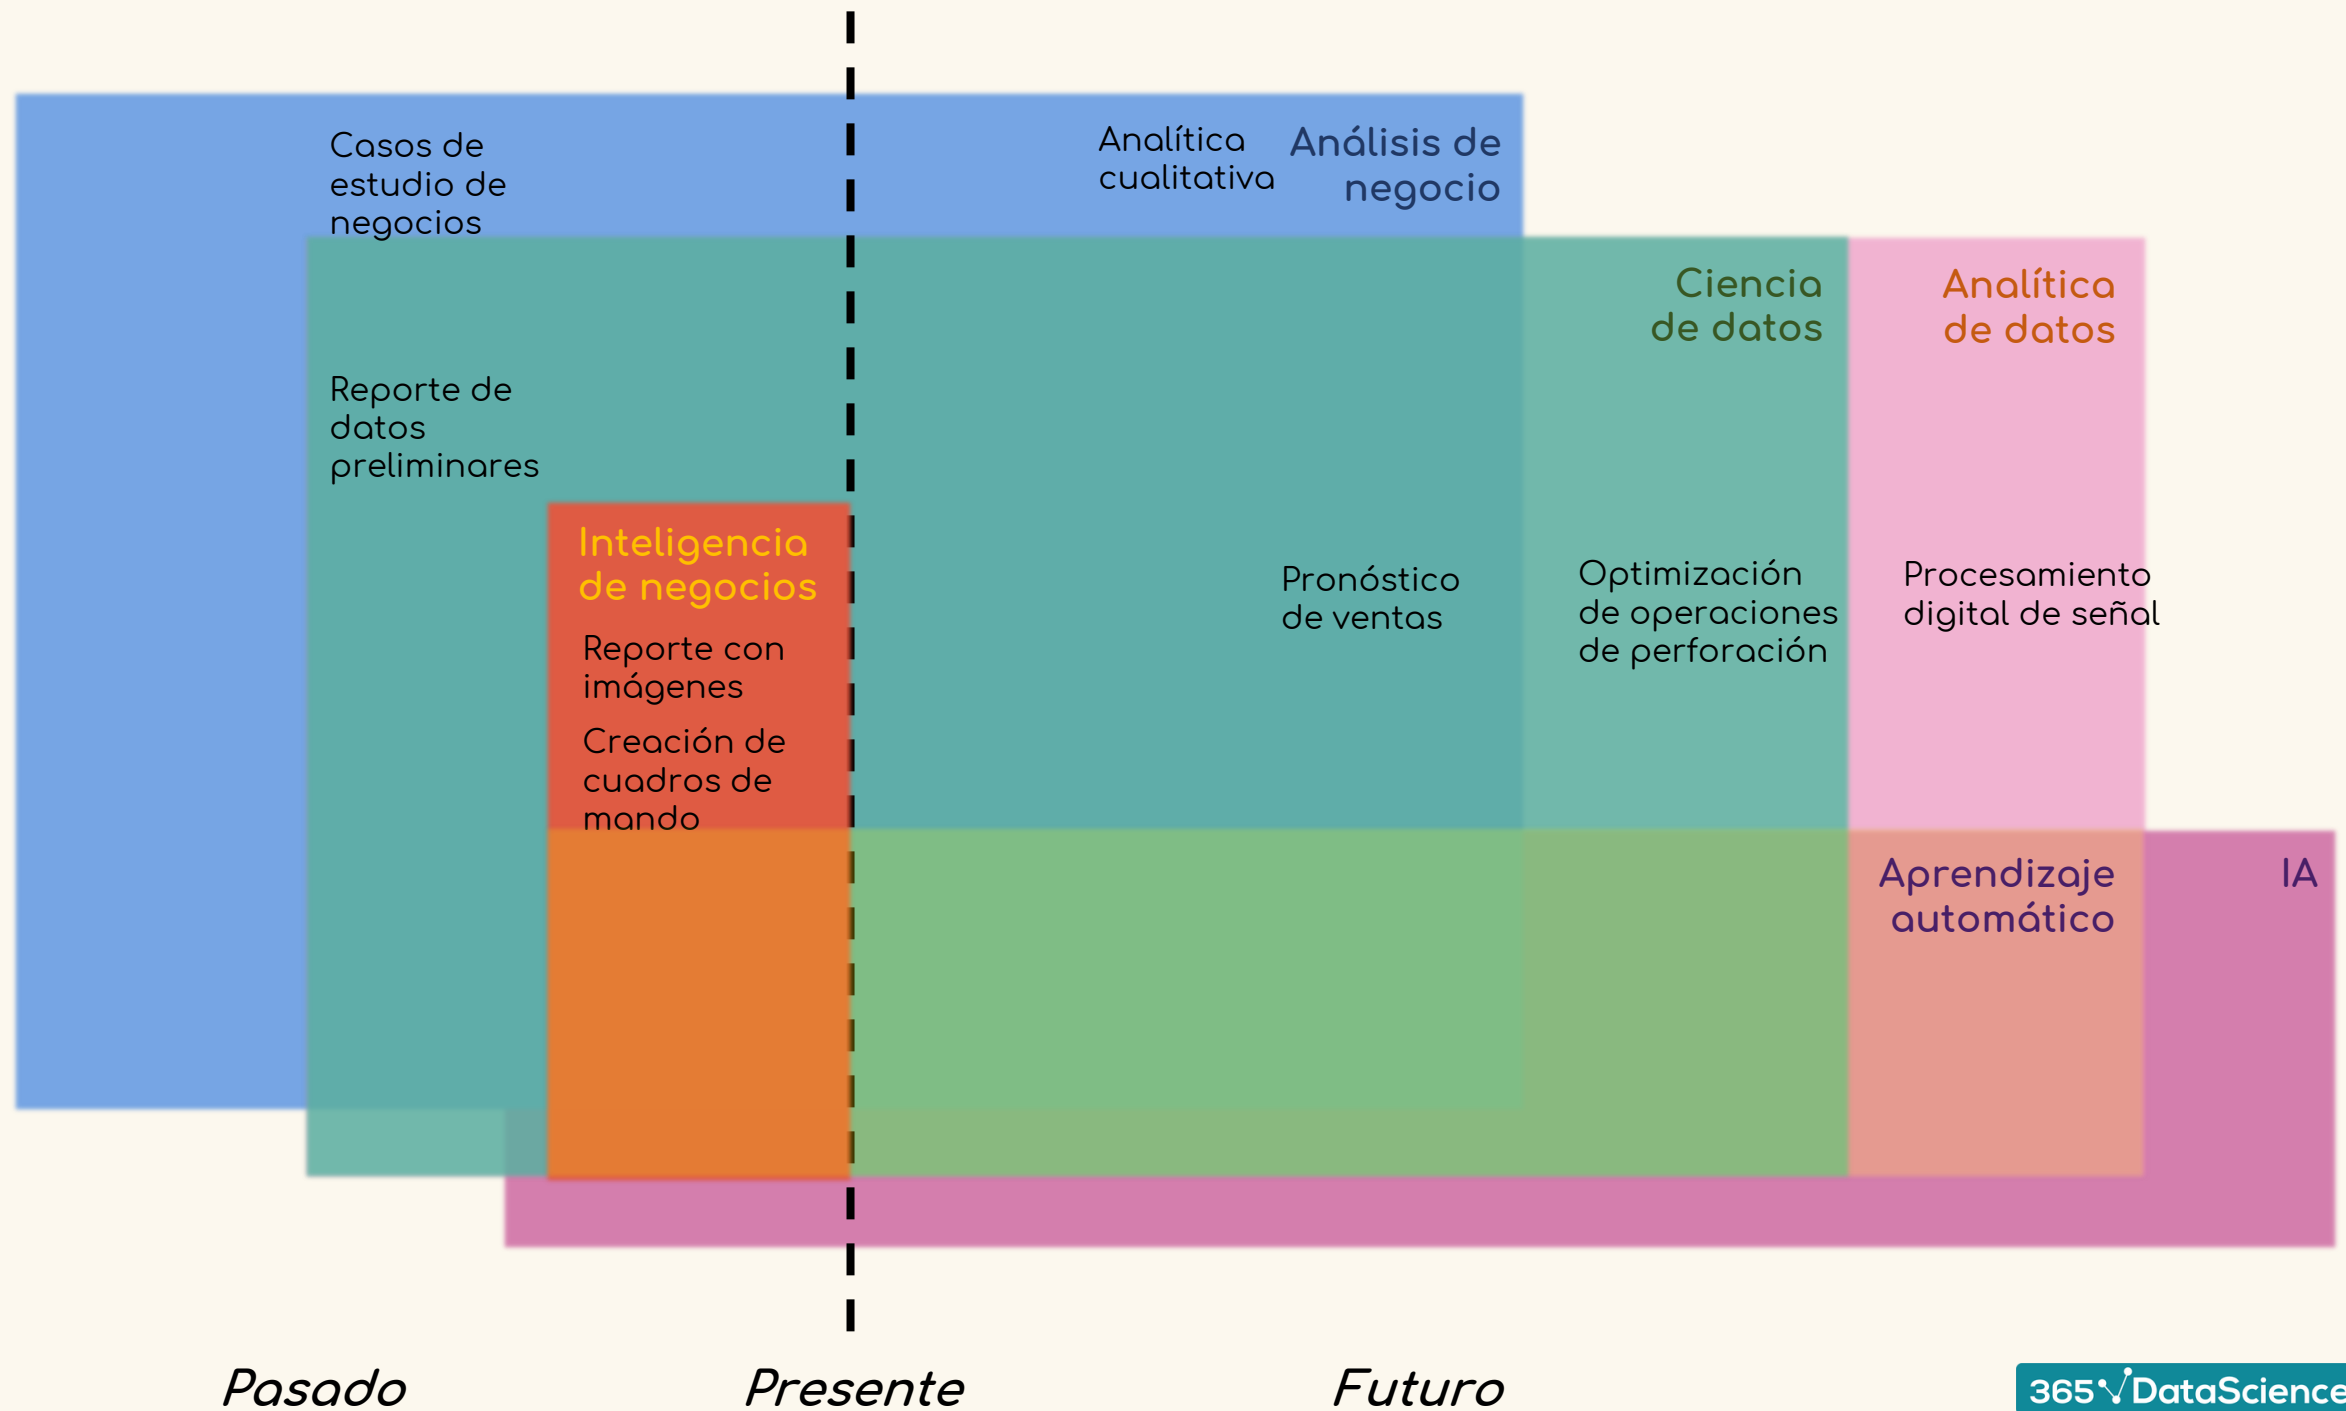 Casos de
estudio de
negocios
Analítica
cualitativa
Análisis de
negocio
Ciencia
de datos
Analítica
de datos
Reporte de
datos
preliminares
Inteligencia
de negocios
Reporte con
imágenes
Creación de
cuadros de
mando
Pronóstico
de ventas
Optimización
de operaciones
de perforación
Procesamiento
digital de señal
Aprendizaje
automático
IA
Pasado
Presente
Futuro
365 DataScience